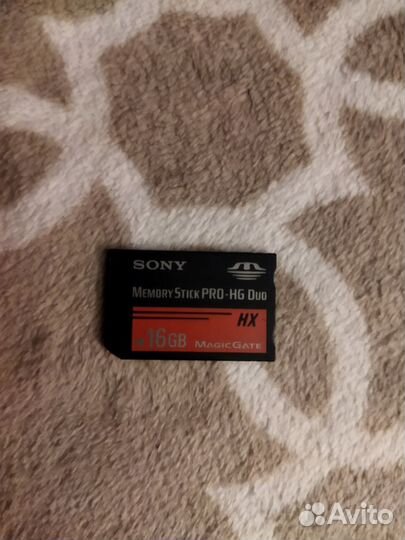 SONY
MEMORY STICK PRO-HG DUO
HX
16GB MAGICGATE
Avito